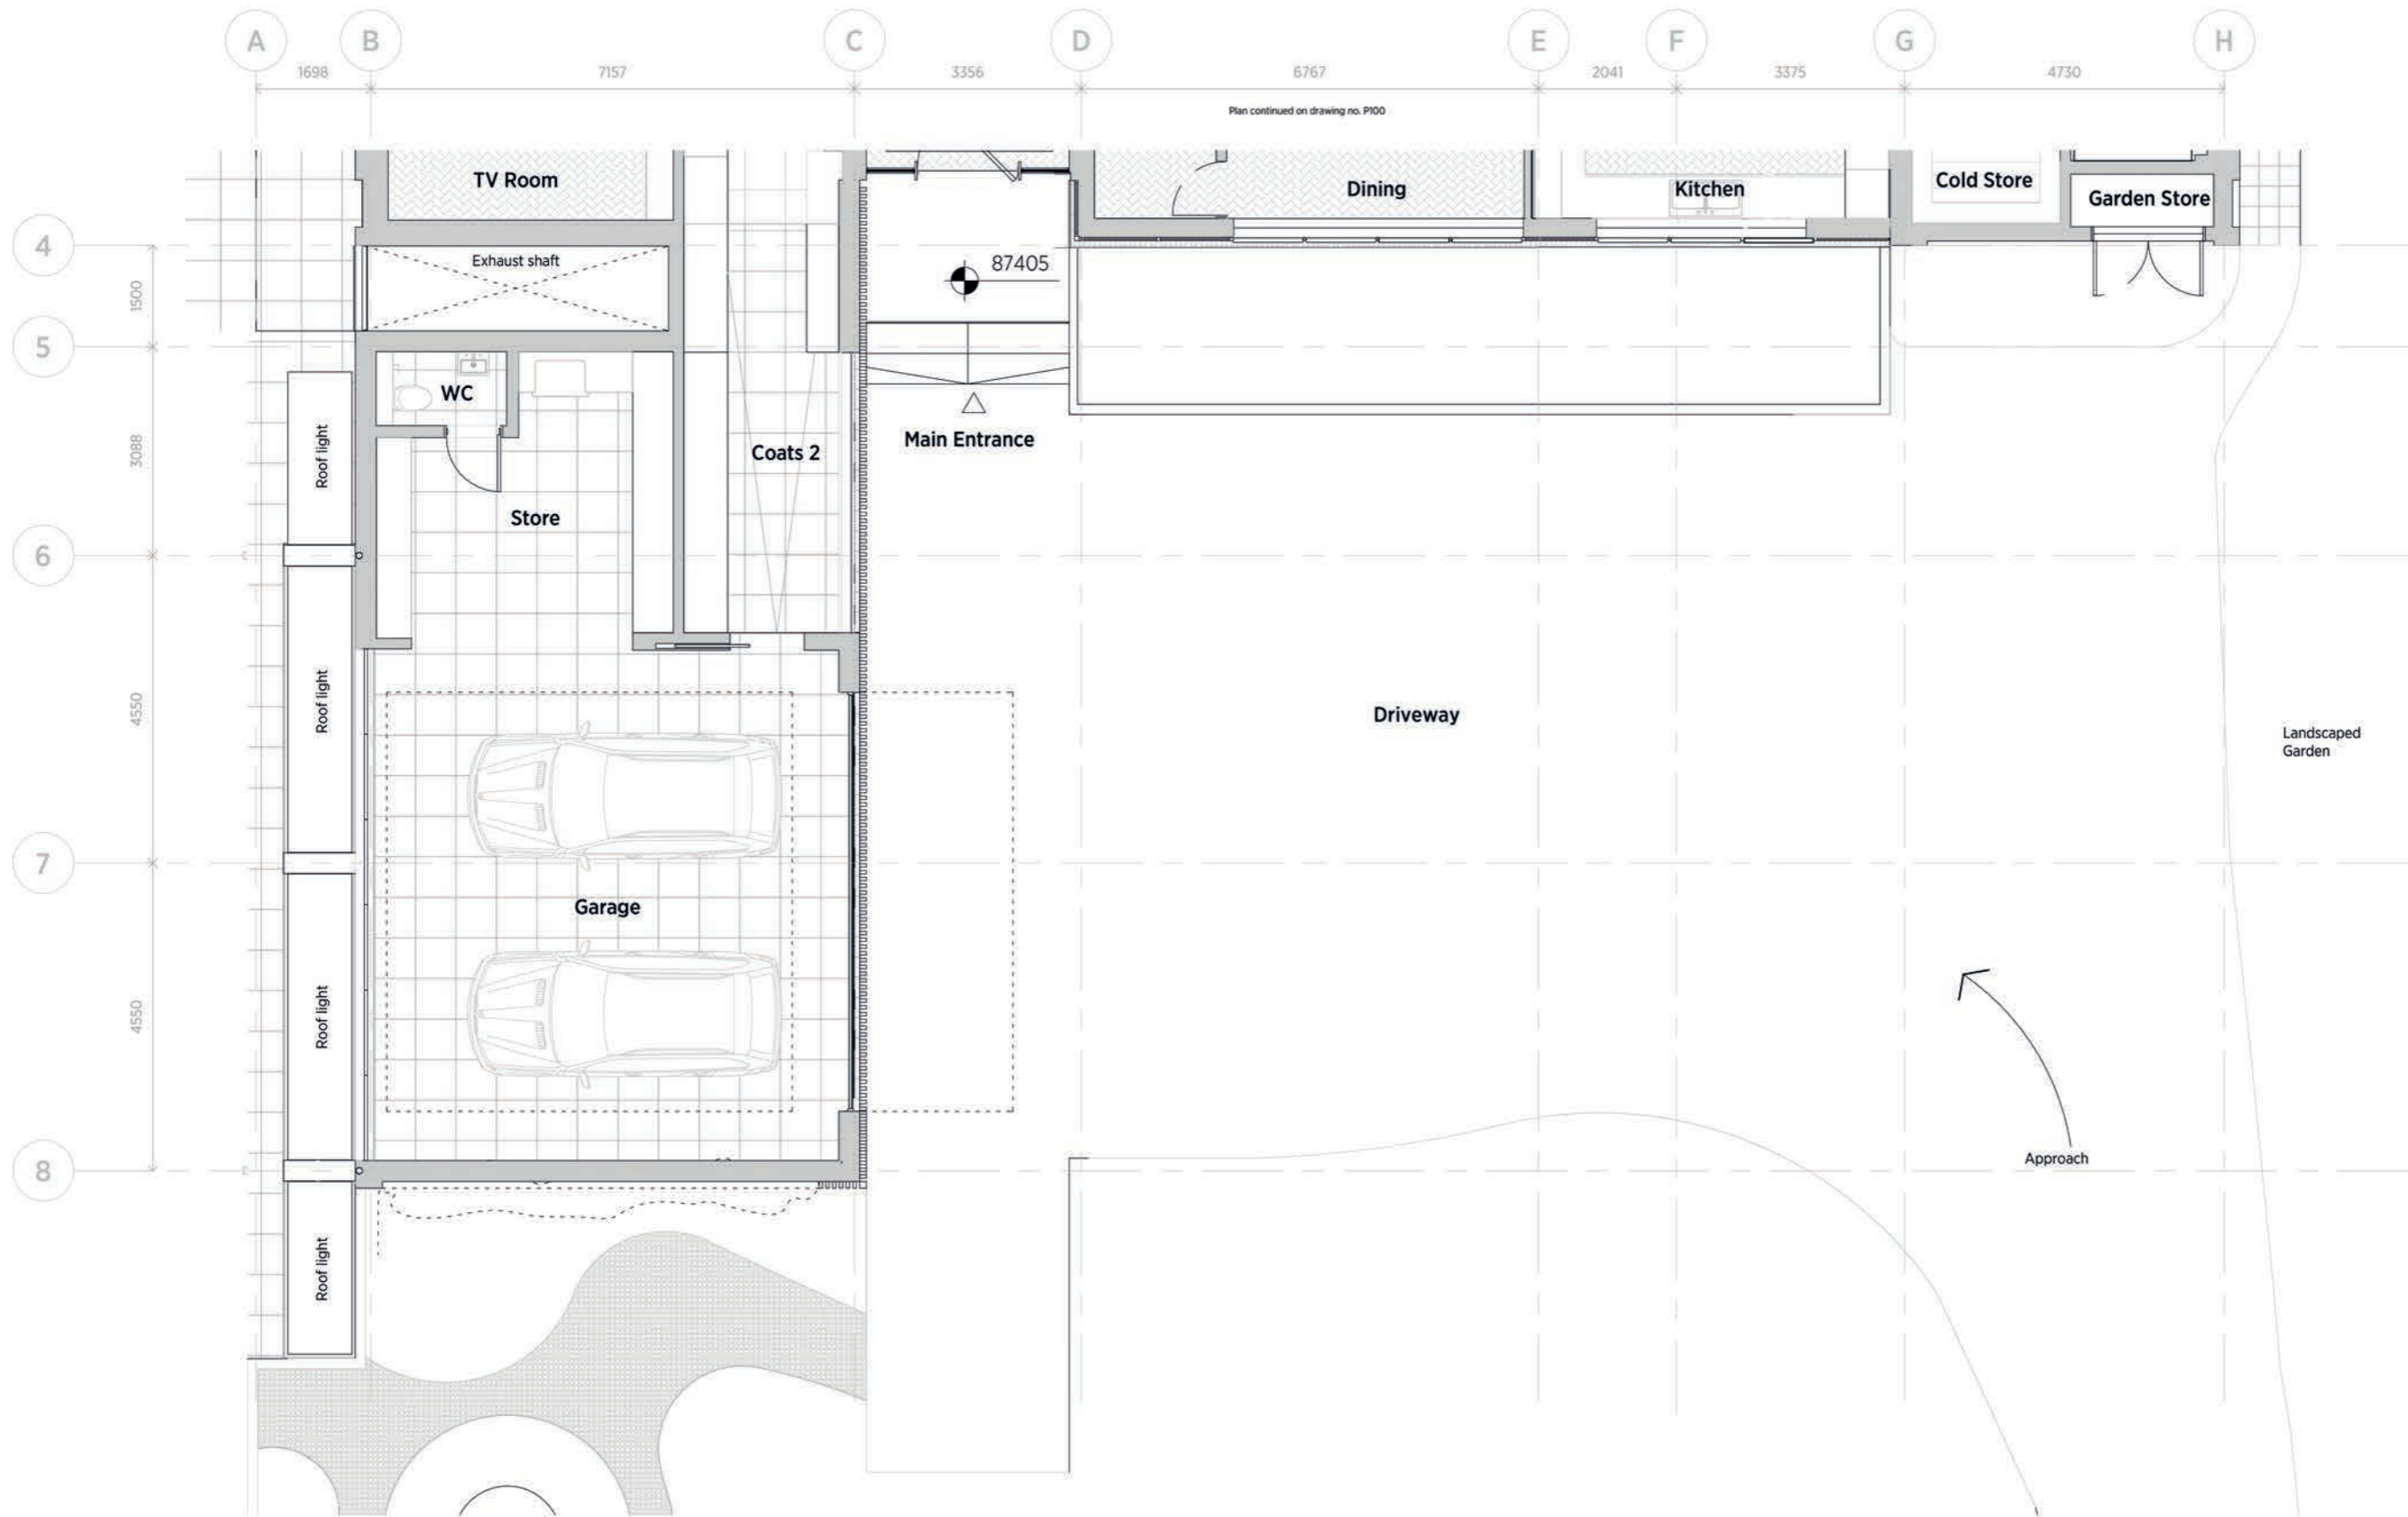 A
B
C
D
E
F
G
H
1698
7157
3356
6767
2041
3375
4730
Plan continued on drawing no. P100
TV Room
Dining
Kitchen
Cold Store
Garden Store
4
Exhaust shaft
87405
1500
5
WC
Roof light
3088
Coats 2
Main Entrance
Store
6
Roof light
4550
Driveway
Landscaped
Garden
7
Garage
Roof light
4550
Approach
8
Roof light